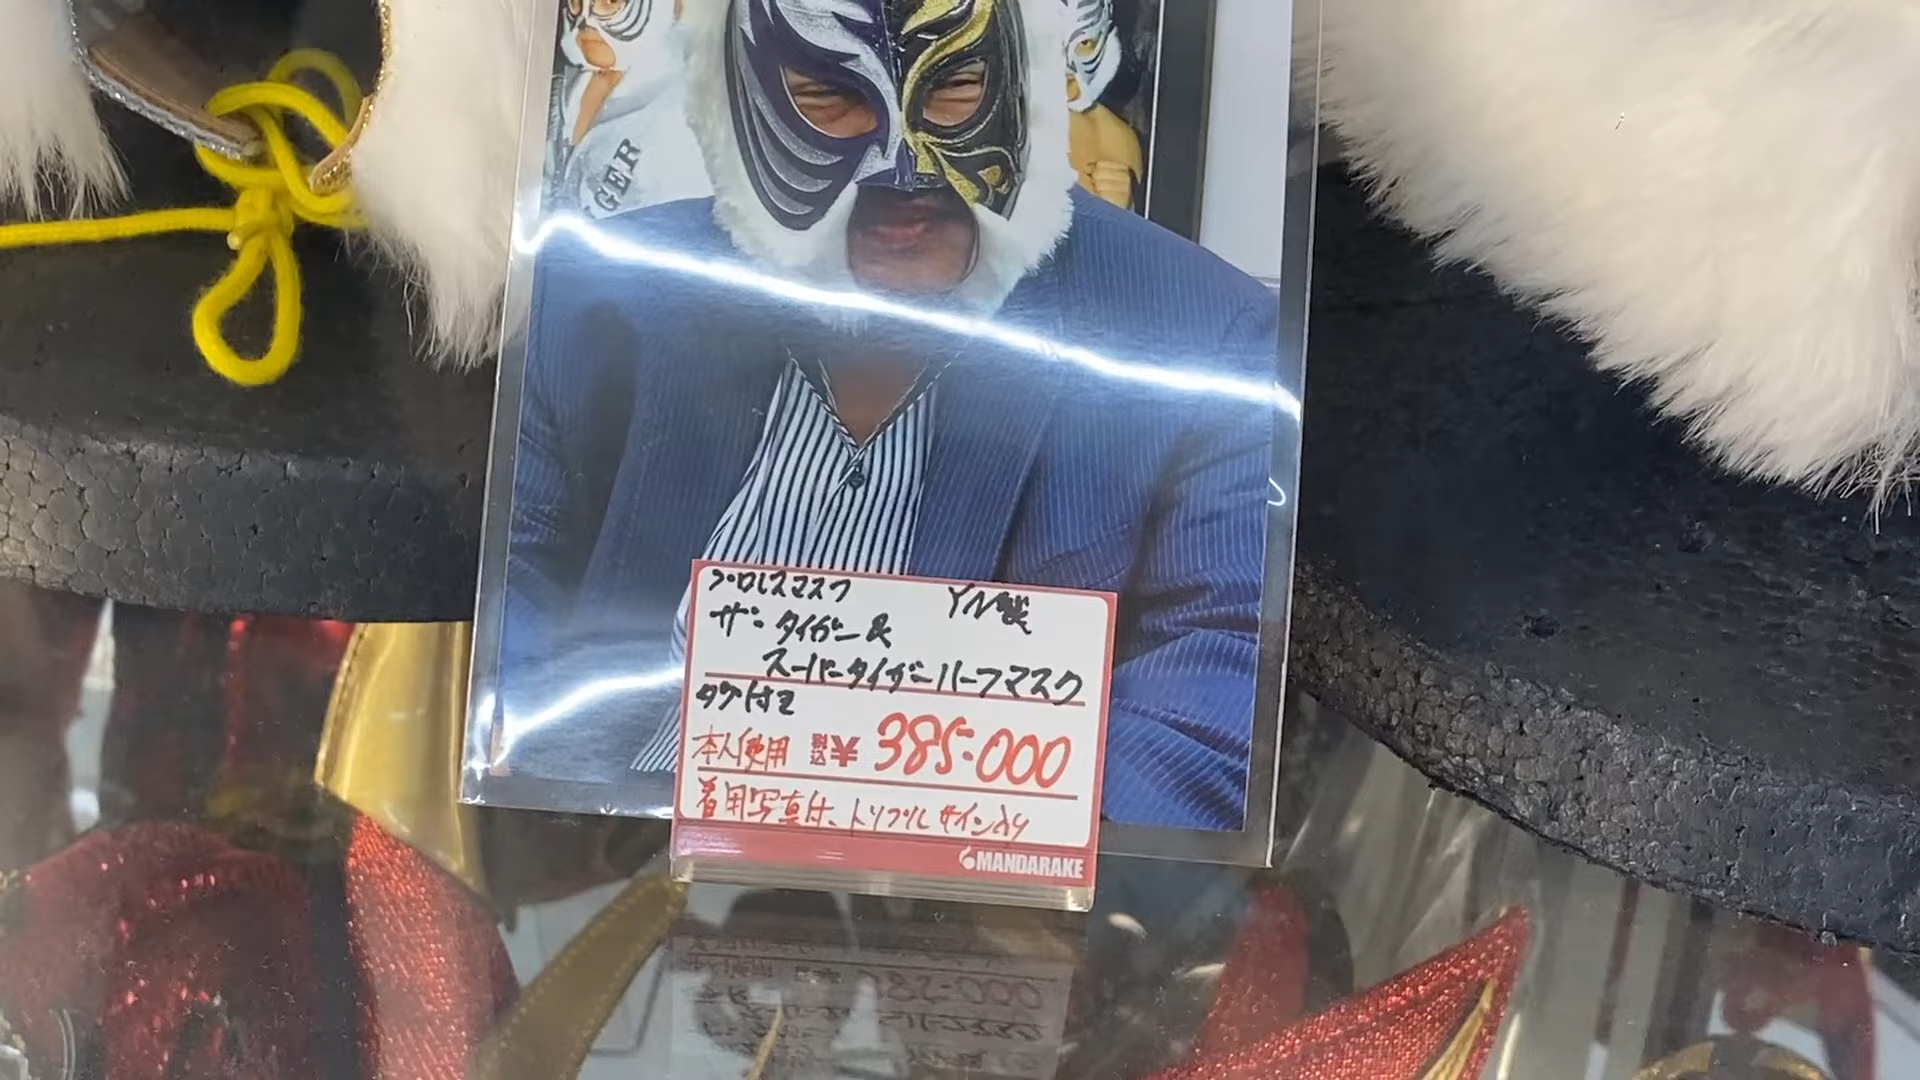 GER
プロレスマスク YN製
ザ・タイガー&
スーパータイガーハーフマスク
タグ付き
本人使用 税込¥385.000
着用写真付、トリプルサイン入り
MANDARAKE